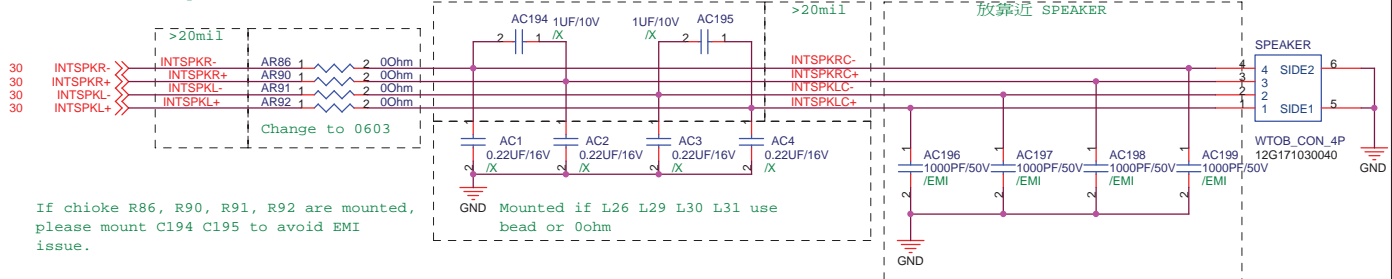 >20mil
AC194
1UF/10V
/X
2
1
1UF/10V
/X
AC195
2
1
>20mil
放靠近 SPEAKER
SPEAKER
30 INTSPKR- INTSPKR- AR86 1 2 0Ohm INTSPKRC- 4 4 SIDE2 6
30 INTSPKR+ INTSPKR+ AR90 1 2 0Ohm INTSPKRC+ 3 3
30 INTSPKL- INTSPKL- AR91 1 2 0Ohm INTSPKLC- 2 2
30 INTSPKL+ INTSPKL+ AR92 1 2 0Ohm INTSPKLC+ 1 1 SIDE1 5
Change to 0603
WTOB_CON_4P
12G171030040
GND
1
AC1
0.22UF/16V
/X
2
1
AC2
0.22UF/16V
/X
2
1
AC3
0.22UF/16V
/X
2
1
AC4
0.22UF/16V
/X
2
GND
1
AC196
1000PF/50V
/EMI
2
1
AC197
1000PF/50V
/EMI
2
1
AC198
1000PF/50V
/EMI
2
1
AC199
1000PF/50V
/EMI
2
GND
If chioke R86, R90, R91, R92 are mounted,
please mount C194 C195 to avoid EMI
issue.
Mounted if L26 L29 L30 L31 use
bead or 0ohm